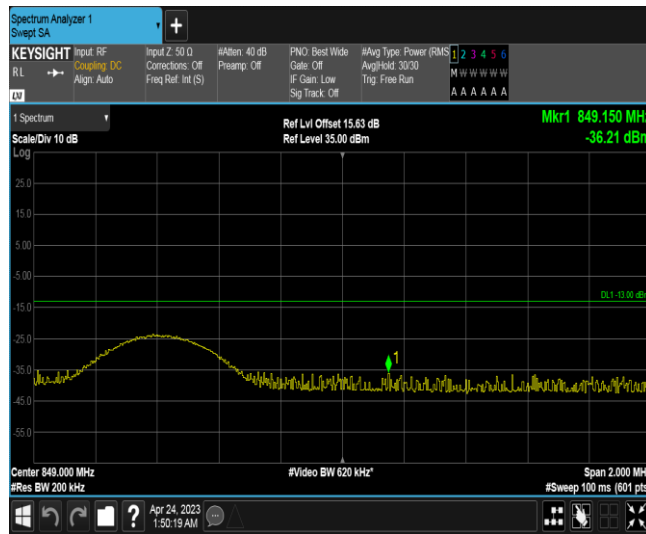 Spectrum Analyzer 1
Swept SA
+
KEYSIGHT
RL
LXI
Input: RF
Coupling: DC
Align: Auto
Input Z: 50 Ω
Corrections: Off
Freq Ref: Int (S)
#Atten: 40 dB
Preamp: Off
PNO: Best Wide
Gate: Off
IF Gain: Low
Sig Track: Off
#Avg Type: Power (RMS
Avg|Hold: 30/30
Trig: Free Run
1 2 3 4 5 6
M W W W W W
A A A A A A
1 Spectrum
Scale/Div 10 dB
Log
Ref Lvl Offset 15.63 dB
Ref Level 35.00 dBm
Mkr1 849.150 MHz
-36.21 dBm
25.0
15.0
5.00
-5.00
DL1 -13.00 dBm
-15.0
-25.0
1
-35.0
-45.0
-55.0
Center 849.000 MHz
#Res BW 200 kHz
#Video BW 620 kHz*
Span 2.000 MHz
#Sweep 100 ms (601 pts
?
Apr 24, 2023
1:50:19 AM